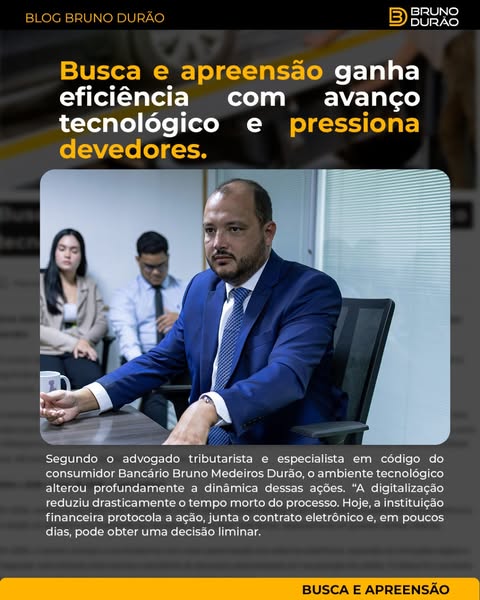 BLOG BRUNO DURÃO
BRUNO
DURÃO
Busca e apreensão ganha
eficiência com avanço
tecnológico e pressiona
devedores.
Segundo o advogado tributarista e especialista em código do
consumidor Bancário Bruno Medeiros Durão, o ambiente tecnológico
alterou profundamente a dinâmica dessas ações. “A digitalização
reduziu drasticamente o tempo morto do processo. Hoje, a instituição
financeira protocola a ação, junta o contrato eletrônico e, em poucos
dias, pode obter uma decisão liminar.
BUSCA E APREENSÃO